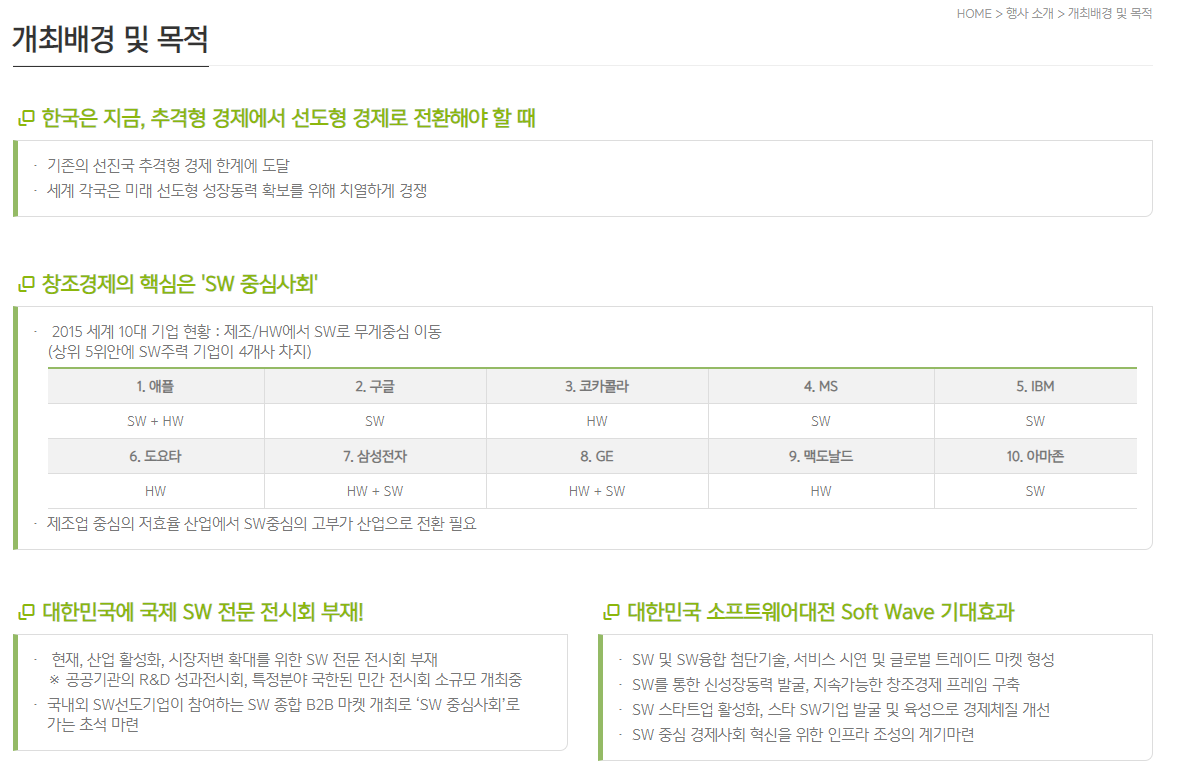 HOME > 행사 소개 > 개최배경 및 목적
개최배경 및 목적
한국은 지금, 추격형 경제에서 선도형 경제로 전환해야 할 때
· 기존의 선진국 추격형 경제 한계에 도달
· 세계 각국은 미래 선도형 성장동력 확보를 위해 치열하게 경쟁
창조경제의 핵심은 'SW 중심사회'
· 2015 세계 10대 기업 현황 : 제조/HW에서 SW로 무게중심 이동
(상위 5위안에 SW주력 기업이 4개사 차지)
1. 애플 2. 구글 3. 코카콜라 4. MS 5. IBM
SW + HW SW HW SW SW
6. 도요타 7. 삼성전자 8. GE 9. 맥도날드 10. 아마존
HW HW + SW HW + SW HW SW
· 제조업 중심의 저효율 산업에서 SW중심의 고부가 산업으로 전환 필요
대한민국에 국제 SW 전문 전시회 부재!
· 현재, 산업 활성화, 시장저변 확대를 위한 SW 전문 전시회 부재
※ 공공기관의 R&D 성과전시회, 특정분야 국한된 민간 전시회 소규모 개최중
· 국내외 SW선도기업이 참여하는 SW 종합 B2B 마켓 개최로 ‘SW 중심사회’로
가는 초석 마련
대한민국 소프트웨어대전 Soft Wave 기대효과
· SW 및 SW융합 첨단기술, 서비스 시연 및 글로벌 트레이드 마켓 형성
· SW를 통한 신성장동력 발굴, 지속가능한 창조경제 프레임 구축
· SW 스타트업 활성화, 스타 SW기업 발굴 및 육성으로 경제체질 개선
· SW 중심 경제사회 혁신을 위한 인프라 조성의 계기마련